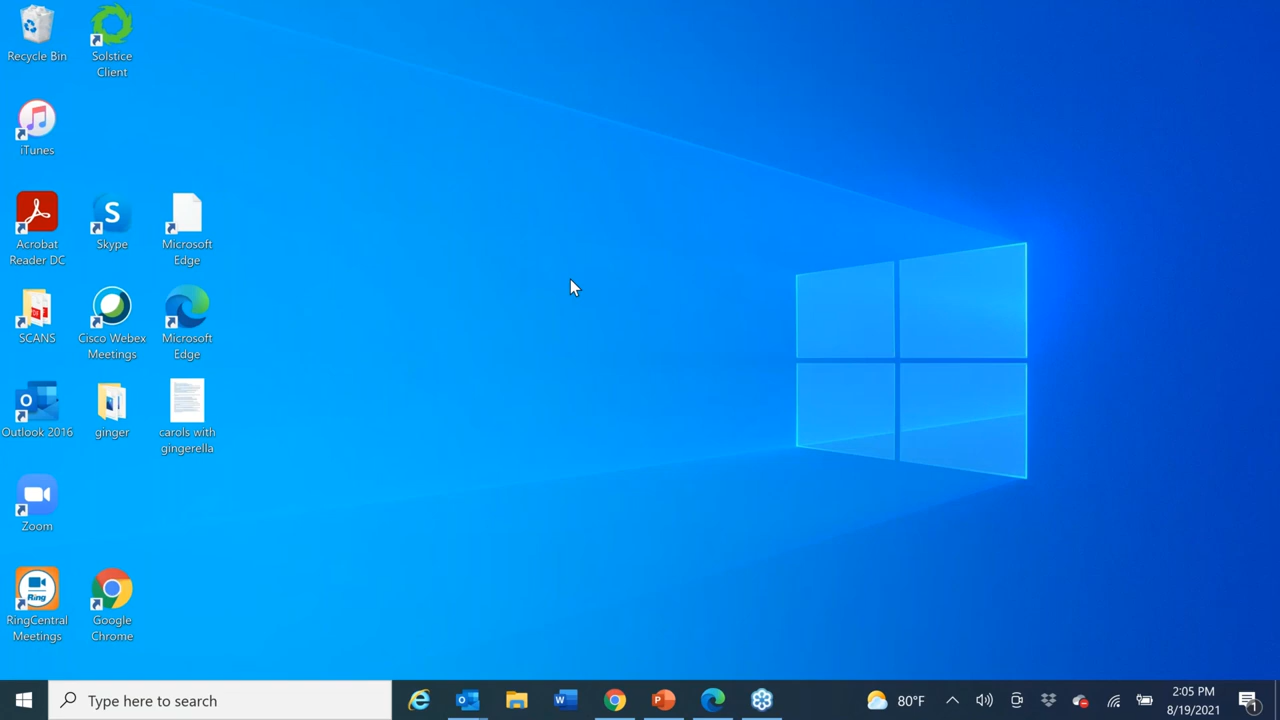 Recycle Bin
Solstice
Client
iTunes
Acrobat
Reader DC
S
Skype
Microsoft
Edge
SCANS
Cisco Webex
Meetings
Microsoft
Edge
Outlook 2016
ginger
carols with
gingerella
Zoom
Ring
RingCentral
Meetings
Google
Chrome
Type here to search
80°F
2:05 PM
8/19/2021
1